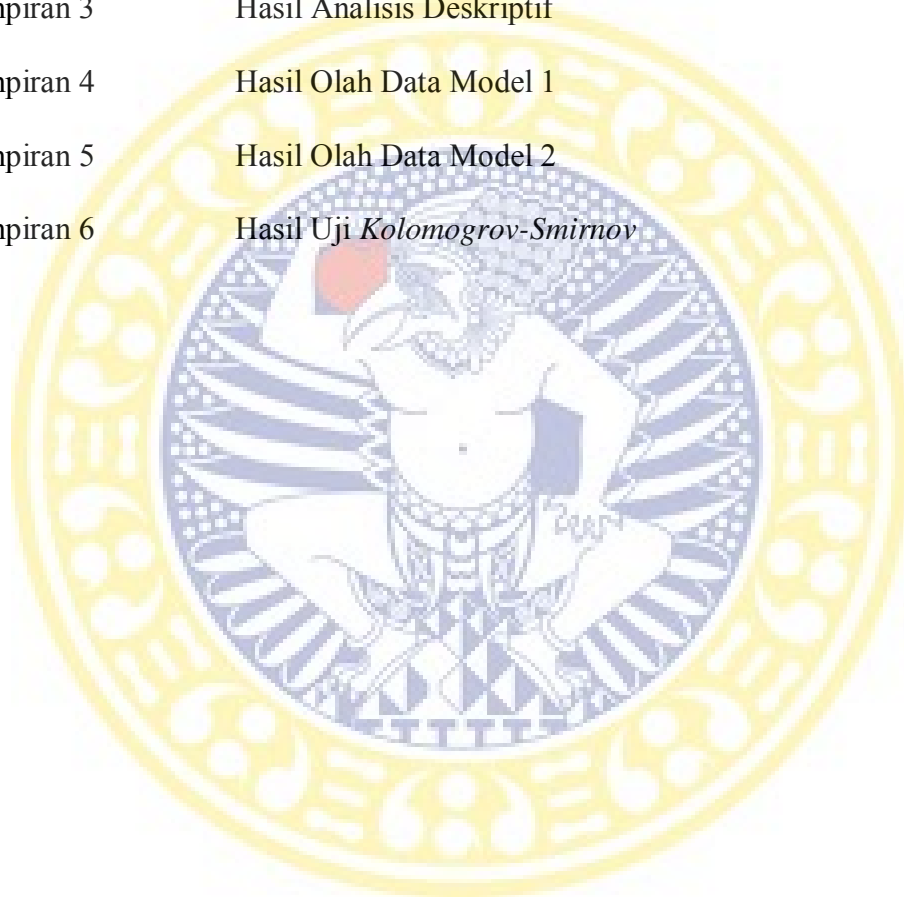 npiran 3 Hasil Analisis Deskriptif
npiran 4 Hasil Olah Data Model 1
npiran 5 Hasil Olah Data Model 2
npiran 6 Hasil Uji Kolomogrov-Smirnov